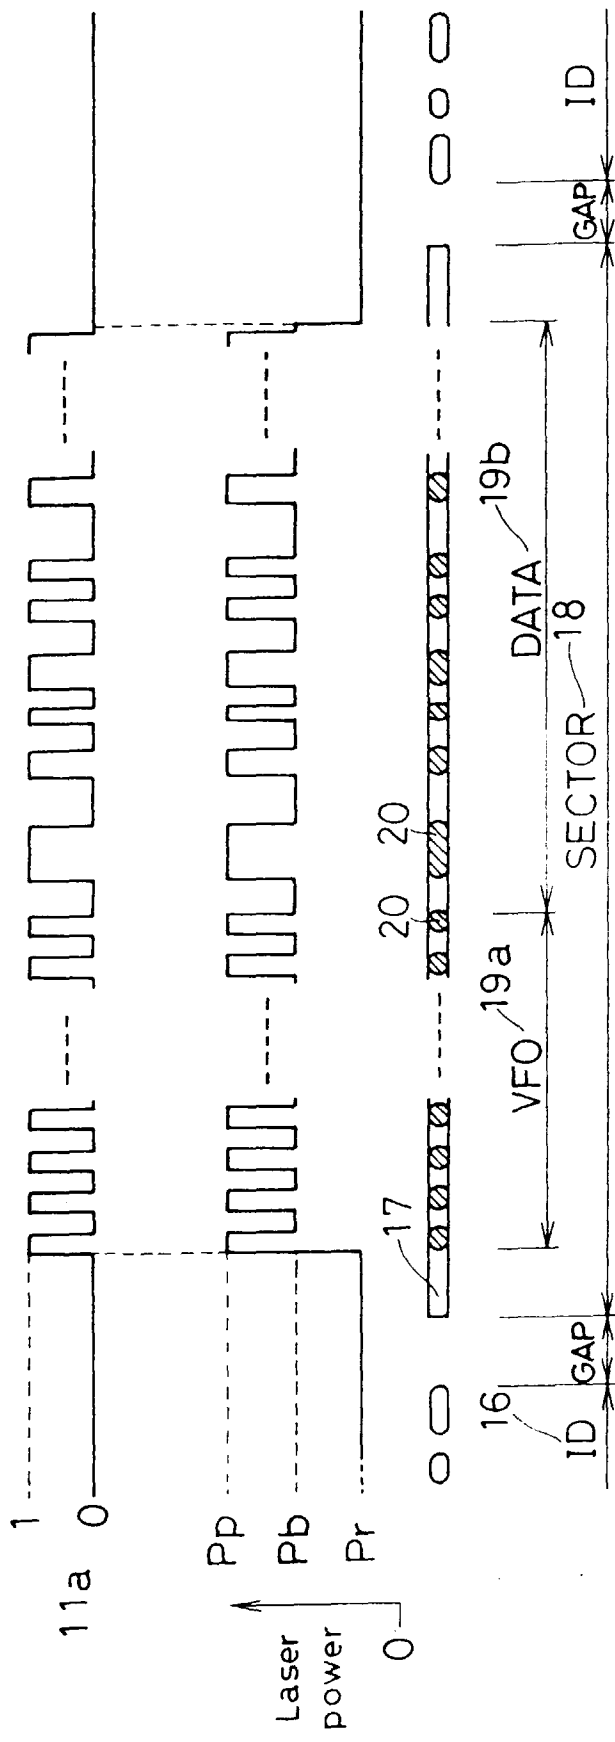 1
11a
0
Pp
Pb
Pr
Laser
power
0
17
20
20
16
ID
GAP
VFO
19a
DATA
19b
SECTOR
18
GAP
ID